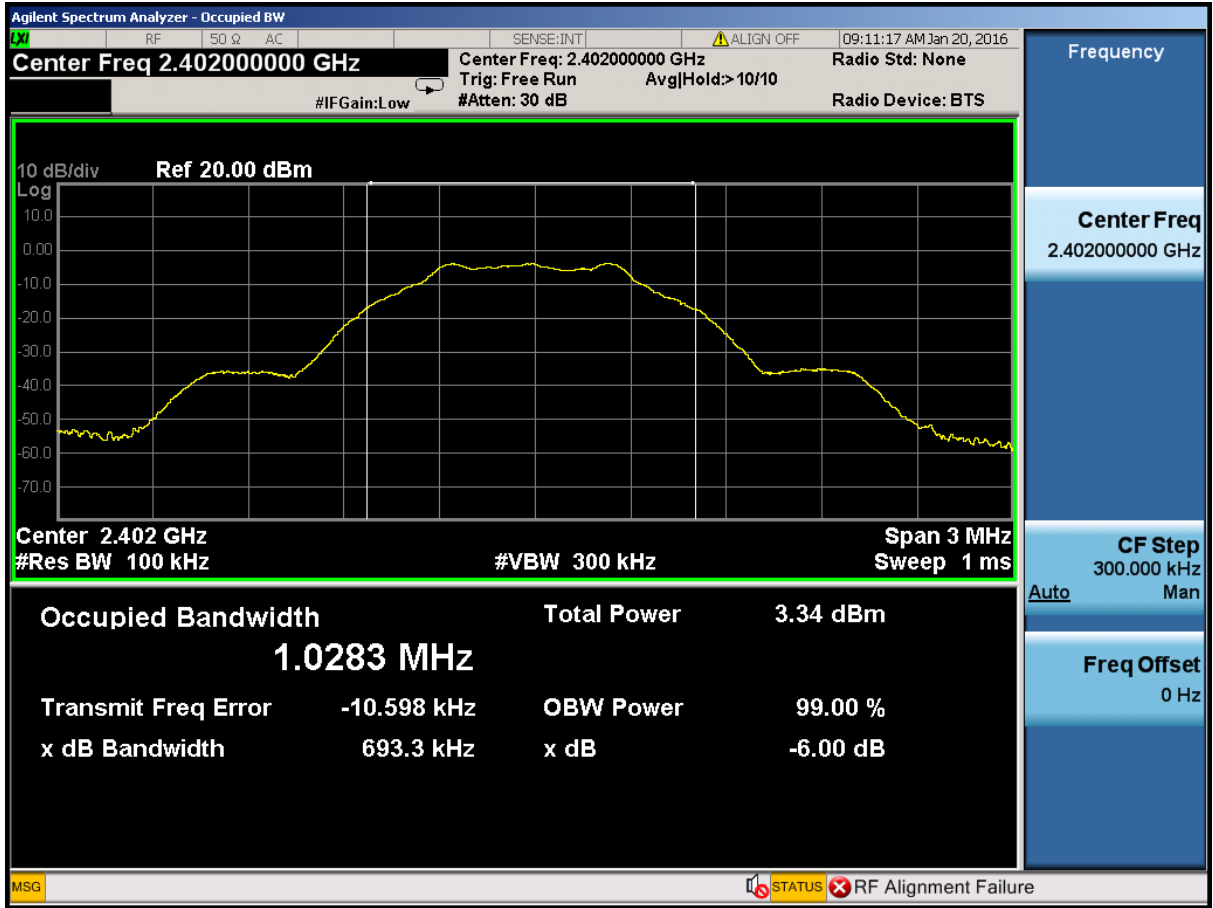 Agilent Spectrum Analyzer - Occupied BW
LXI RF 50 Ω AC SENSE:INT ALIGN OFF 09:11:17 AM Jan 20, 2016
Center Freq 2.402000000 GHz
Center Freq: 2.402000000 GHz Radio Std: None
Trig: Free Run Avg|Hold:> 10/10
#IFGain:Low #Atten: 30 dB Radio Device: BTS
10 dB/div Ref 20.00 dBm
Log
10.0
0.00
-10.0
-20.0
-30.0
-40.0
-50.0
-60.0
-70.0
Center 2.402 GHz Span 3 MHz
#Res BW 100 kHz #VBW 300 kHz Sweep 1 ms
Occupied Bandwidth Total Power 3.34 dBm
1.0283 MHz
Transmit Freq Error -10.598 kHz OBW Power 99.00 %
x dB Bandwidth 693.3 kHz x dB -6.00 dB
Frequency
Center Freq
2.402000000 GHz
CF Step
300.000 kHz
Auto Man
Freq Offset
0 Hz
MSG STATUS RF Alignment Failure